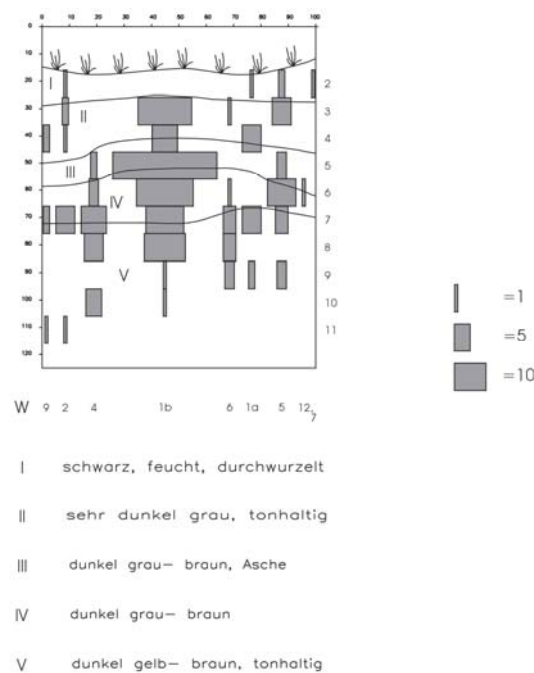 0 10 20 30 40 50 60 70 80 90 100
0
10
20
30
40
50
60
70
80
90
100
110
120
I
II
III
IV
V
2
3
4
5
6
7
8
9
10
11
=1
=5
=10
W 9 2 4 1b 6 1a 5 12,7
I schwarz, feucht, durchwurzelt
II sehr dunkel grau, tonhaltig
III dunkel grau- braun, Asche
IV dunkel grau- braun
V dunkel gelb- braun, tonhaltig